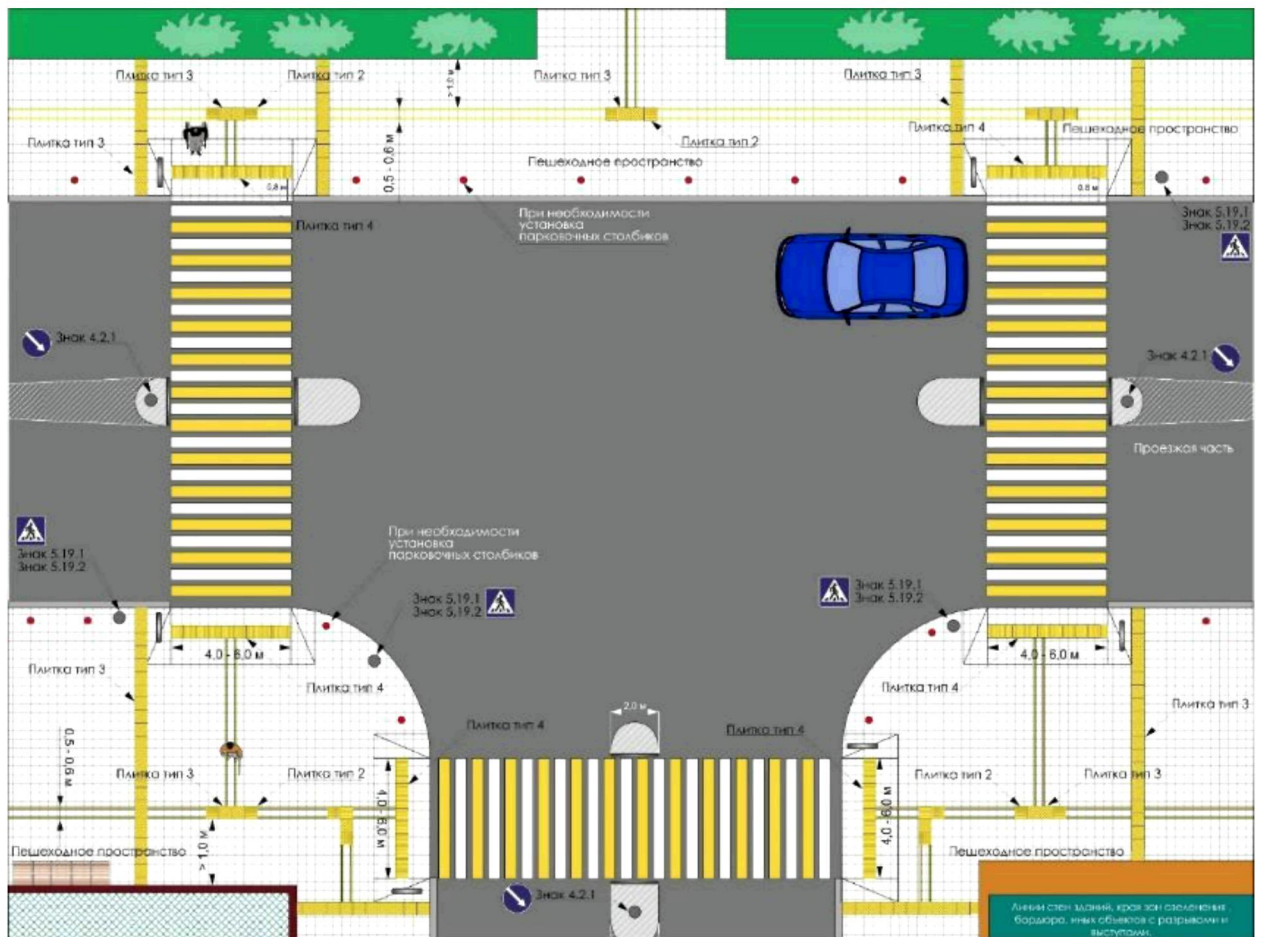 Плитка тип 3
Плитка тип 2
> 1,0 м
Плитка тип 3
Плитка тип 3
Плитка тип 3
0,5 - 0,6 м
Плитка тип 2
Плитка тип 4
Пешеходное пространство
Пешеходное пространство
0,8 м
0,8 м
Плитка тип 4
При необходимости
установка
парковочных столбиков
Знак 5.19.1
Знак 5.19.2
Знак 4.2.1
Знак 4.2.1
Проезжая часть
Знак 5.19.1
Знак 5.19.2
При необходимости
установка
парковочных столбиков
Знак 5.19.1
Знак 5.19.2
Знак 5.19.1
Знак 5.19.2
4,0 - 6,0 м
4,0 - 6,0 м
Плитка тип 3
Плитка тип 4
Плитка тип 4
Плитка тип 3
2,0 м
Плитка тип 4
Плитка тип 4
0,5 - 0,6 м
Плитка тип 3
Плитка тип 2
4,0 - 6,0 м
4,0 - 6,0 м
Плитка тип 2
Плитка тип 3
Пешеходное пространство
> 1,0 м
Пешеходное пространство
Знак 4.2.1
Линии стен зданий, края зон озеленения,
бордюра, иных объектов с разрывами и
выступами.